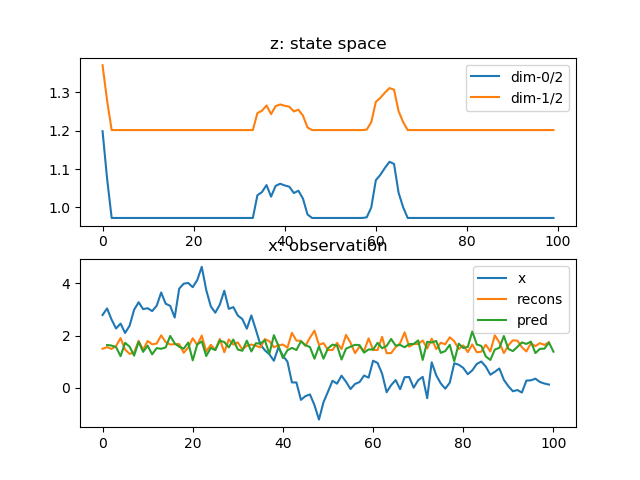 z: state space
1.3
1.2
1.1
1.0
dim-0/2
dim-1/2
0 20 40 60 80 100
x: observation
4
2
0
x
recons
pred
0 20 40 60 80 100